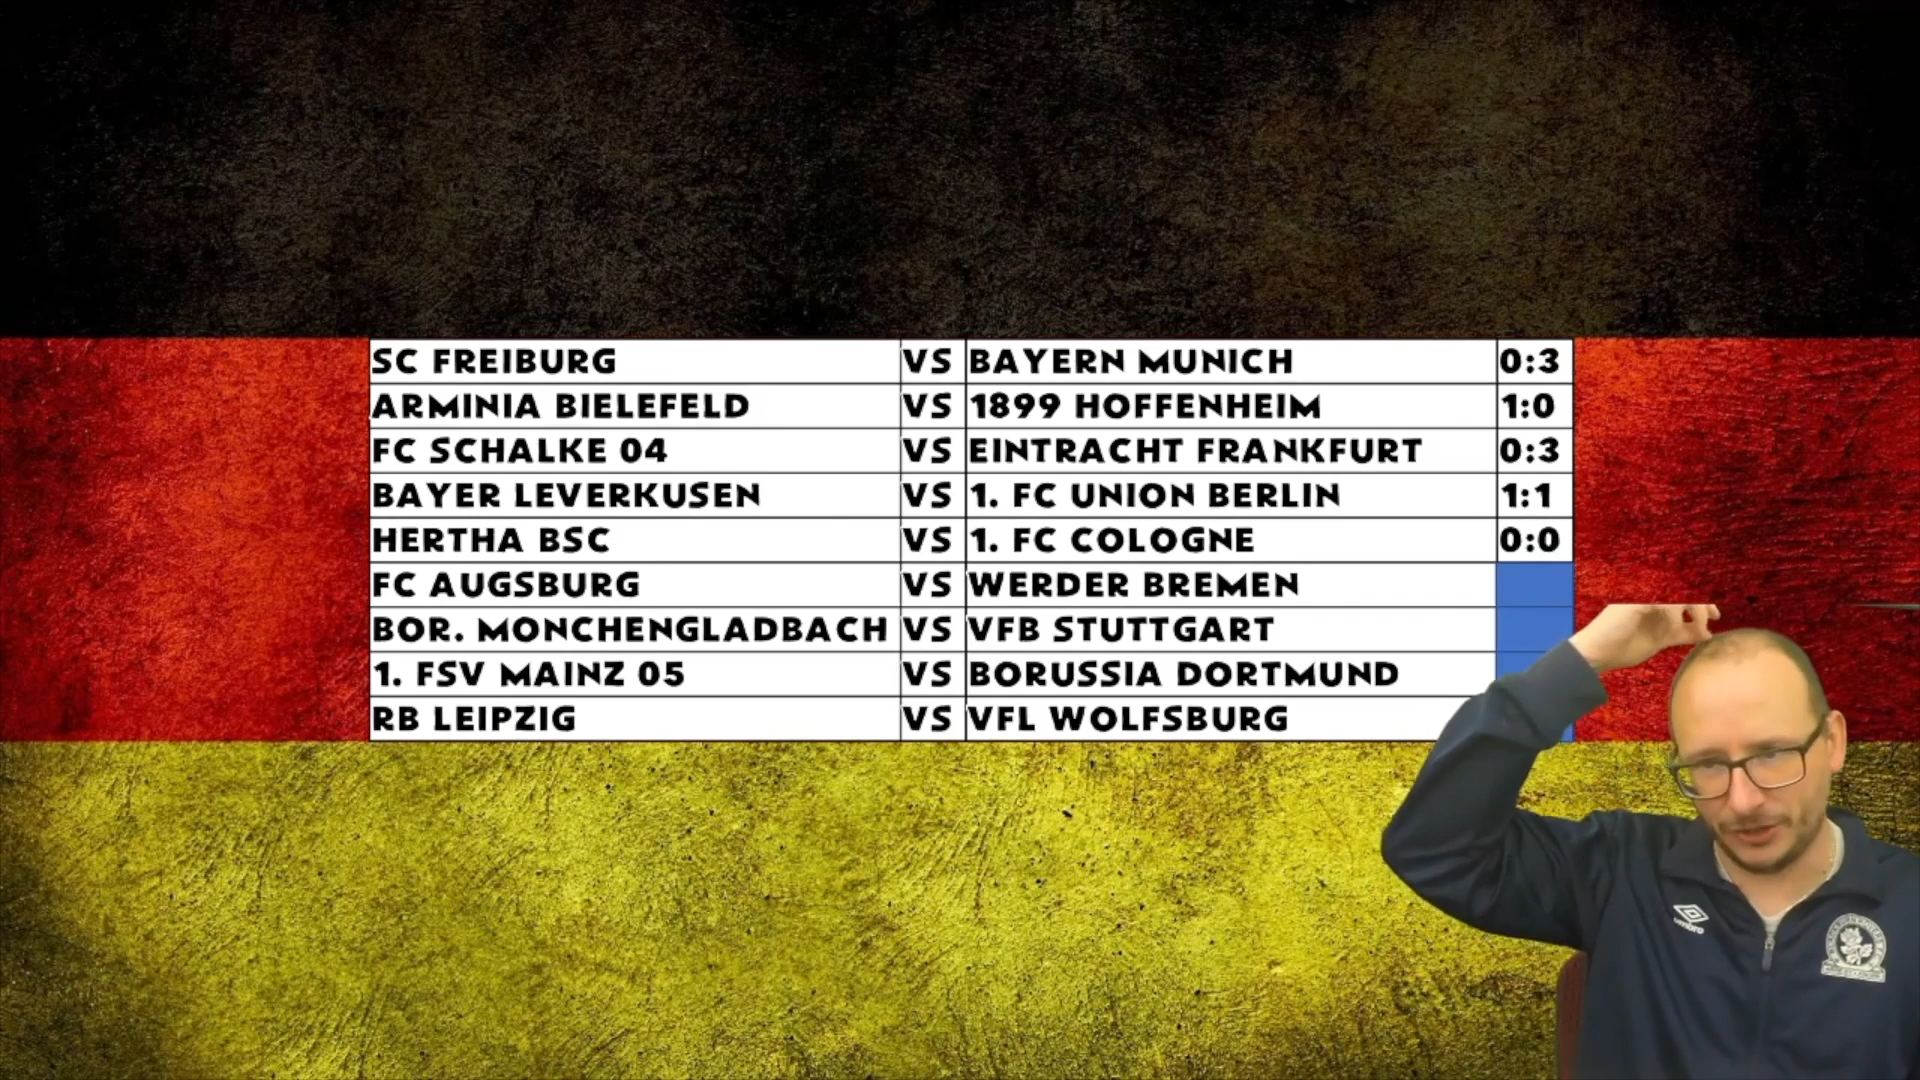 SC FREIBURG VS BAYERN MUNICH 0:3
ARMINIA BIELEFELD VS 1899 HOFFENHEIM 1:0
FC SCHALKE 04 VS EINTRACHT FRANKFURT 0:3
BAYER LEVERKUSEN VS 1. FC UNION BERLIN 1:1
HERTHA BSC VS 1. FC COLOGNE 0:0
FC AUGSBURG VS WERDER BREMEN
BOR. MONCHENGLADBACH VS VFB STUTTGART
1. FSV MAINZ 05 VS BORUSSIA DORTMUND
RB LEIPZIG VS VFL WOLFSBURG
umbro